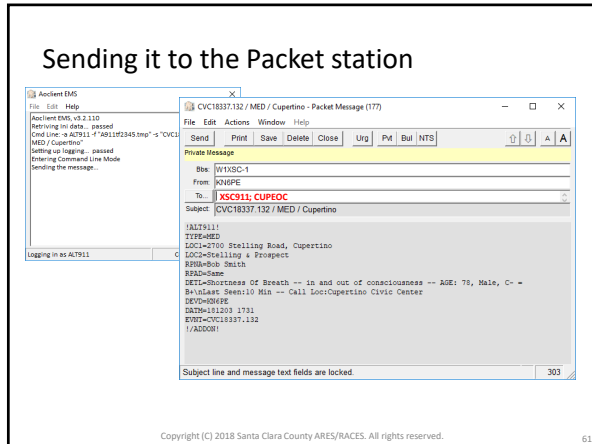 Sending it to the Packet station
Aoclient EMS
File Edit Help
Aoclient EMS, v3.2.110
Retriving ini data... passed
Cmd Line: -a ALT911 -f "A911tf2345.tmp" -s "CVC18
MED / Cupertino"
Setting up logging... passed
Entering Command Line Mode
Sending the message...
Logging in as ALT911
CVC18337.132 / MED / Cupertino - Packet Message (177)
File Edit Actions Window Help
Send Print Save Delete Close Urg Pvt Bul NTS A A
Private Message
Bbs: W1XSC-1
From: KN6PE
To... XSC911; CUPEOC
Subject: CVC18337.132 / MED / Cupertino
!ALT911!
TYPE=MED
LOC1=2700 Stelling Road, Cupertino
LOC2=Stelling & Prospect
RPNA=Bob Smith
RPAD=Same
DETL=Shortness Of Breath -- in and out of consciousness -- AGE: 78, Male, C- =
B+\nLast Seen:10 Min -- Call Loc:Cupertino Civic Center
DEVD=KN6PE
DATM=181203 1731
EVNT=CVC18337.132
!/ADDON!
Subject line and message text fields are locked. 303
Copyright (C) 2018 Santa Clara County ARES/RACES. All rights reserved. 61